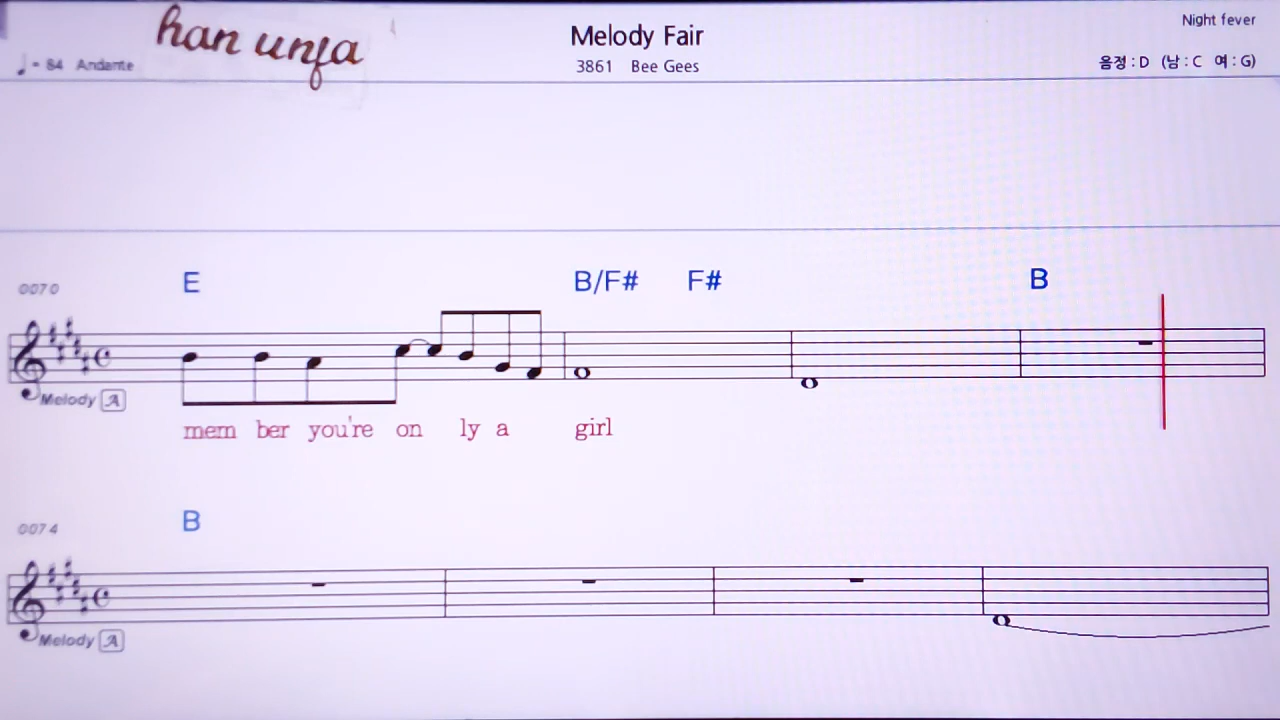 han unfa
Melody Fair
Night fever
♩= 84 Andante
3861 Bee Gees
음정 : D (남 : C 여 : G)
0070
E B/F# F# B
Melody A
mem ber you're on ly a girl
0074
B
Melody A